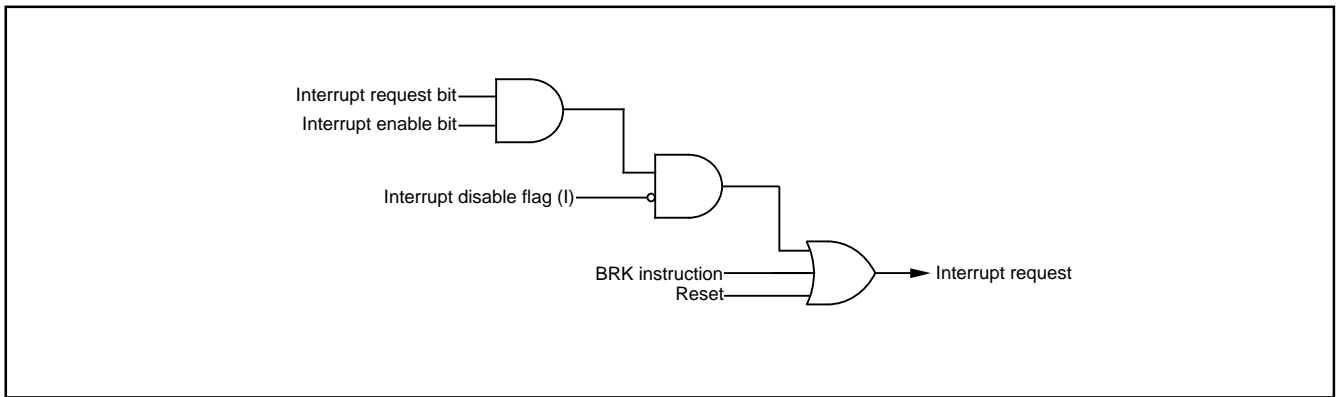 Interrupt request bit
Interrupt enable bit
Interrupt disable flag (I)
BRK instruction
Reset
Interrupt request